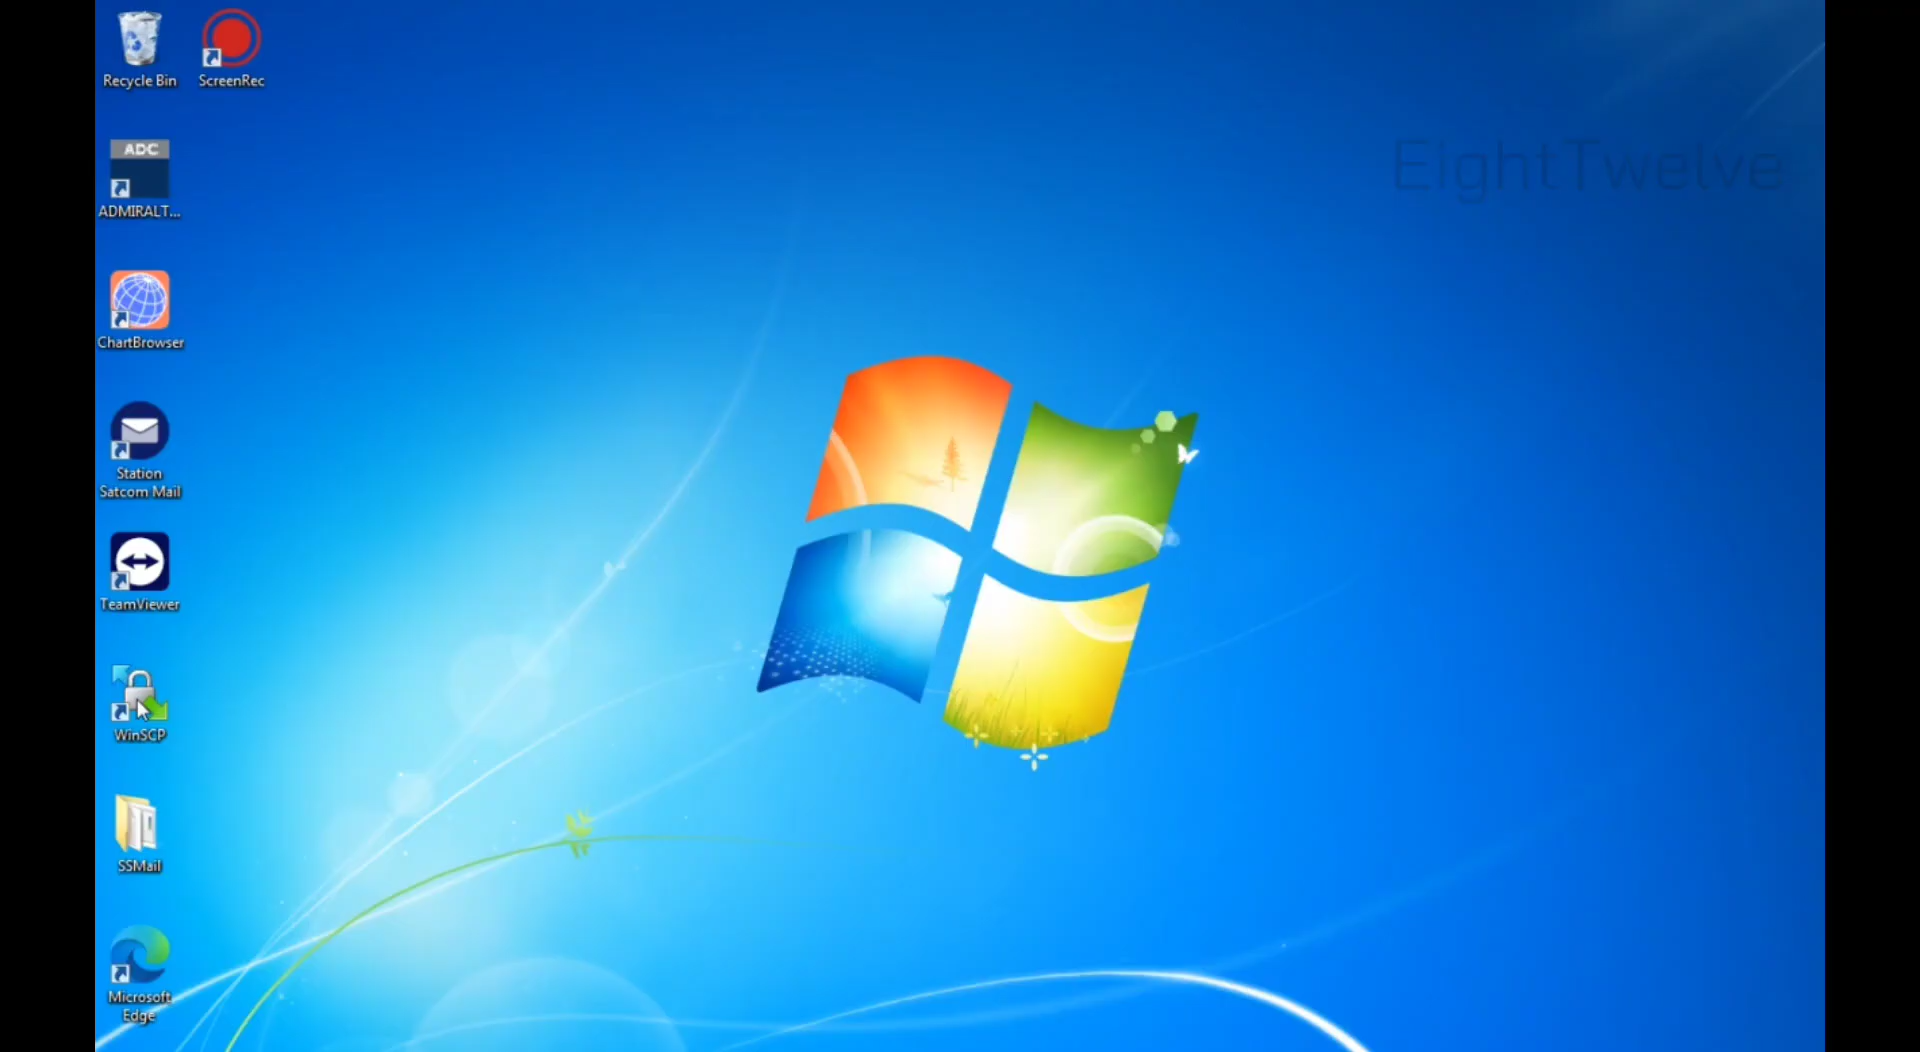 Recycle Bin
ScreenRec
ADC
ADMIRALT...
ChartBrowser
Station
Satcom Mail
TeamViewer
WinSCP
SSMail
Microsoft
Edge
EightTwelve